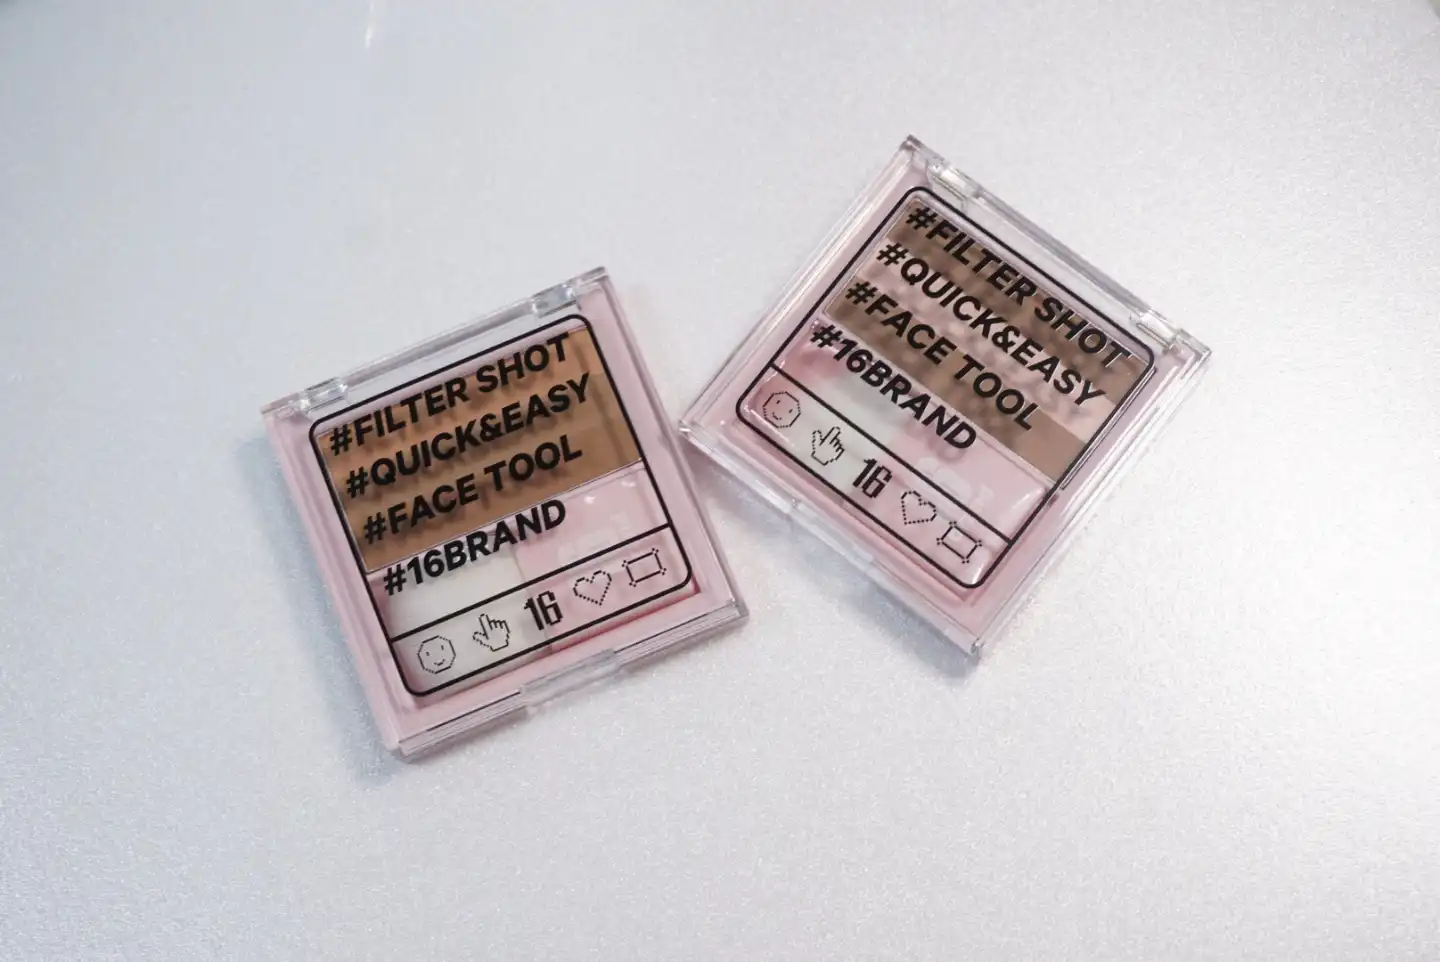 #FILTER SHOT
#QUICK&EASY
#FACE TOOL
#16BRAND
16
#FILTER SHOT
#QUICK&EASY
#FACE TOOL
#16BRAND
16